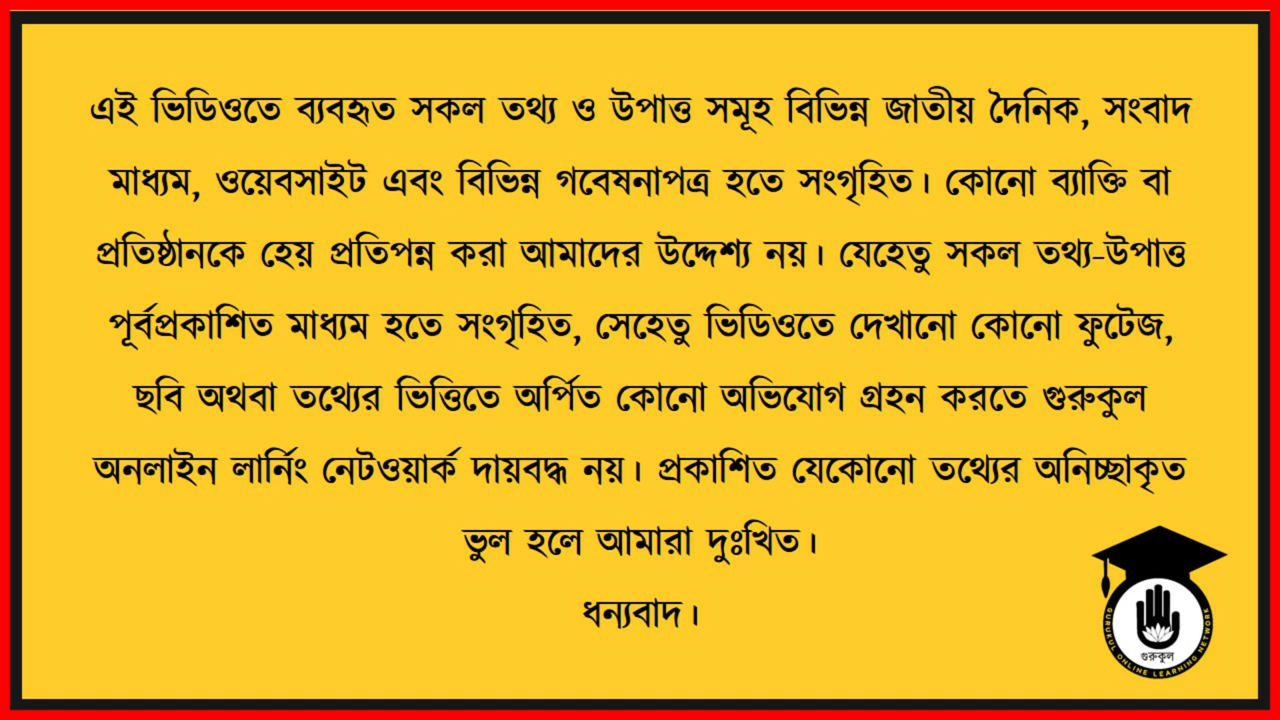 এই ভিডিওতে ব্যবহৃত সকল তথ্য ও উপাত্ত সমূহ বিভিন্ন জাতীয় দৈনিক, সংবাদ
মাধ্যম, ওয়েবসাইট এবং বিভিন্ন গবেষনাপত্র হতে সংগৃহিত। কোনো ব্যাক্তি বা
প্রতিষ্ঠানকে হেয় প্রতিপন্ন করা আমাদের উদ্দেশ্য নয়। যেহেতু সকল তথ্য-উপাত্ত
পূর্বপ্রকাশিত মাধ্যম হতে সংগৃহিত, সেহেতু ভিডিওতে দেখানো কোনো ফুটেজ,
ছবি অথবা তথ্যের ভিত্তিতে অর্পিত কোনো অভিযোগ গ্রহন করতে গুরুকুল
অনলাইন লার্নিং নেটওয়ার্ক দায়বদ্ধ নয়। প্রকাশিত যেকোনো তথ্যের অনিচ্ছাকৃত
ভুল হলে আমারা দুঃখিত।
ধন্যবাদ।
গুরুকুল
GURUKUL ONLINE LEARNING NETWORK